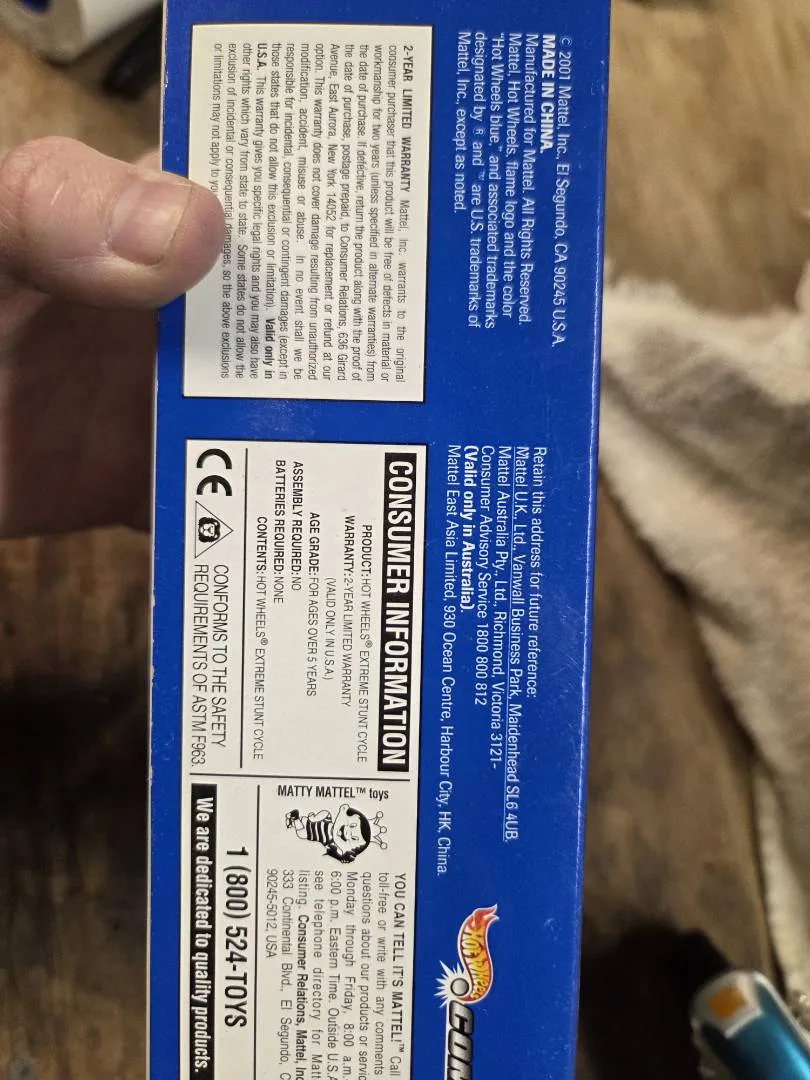 © 2001 Mattel, Inc., El Segundo, CA 90245 U.S.A.
MADE IN CHINA.
Manufactured for Mattel. All Rights Reserved.
Mattel, Hot Wheels, flame logo and the color
"Hot Wheels blue," and associated trademarks
designated by ® and ™ are U.S. trademarks of
Mattel, Inc., except as noted.
2-YEAR LIMITED WARRANTY Mattel, Inc. warrants to the original
consumer purchaser that this product will be free of defects in material or
workmanship for two years (unless specified in alternate warranties) from
the date of purchase. If defective, return the product along with the proof of
the date of purchase, postage prepaid, to Consumer Relations, 636 Girard
Avenue, East Aurora, New York 14052 for replacement or refund at our
option. This warranty does not cover damage resulting from unauthorized
modification, accident, misuse or abuse. In no event shall we be
responsible for incidental, consequential or contingent damages (except in
those states that do not allow this exclusion or limitation). Valid only in
U.S.A. This warranty gives you specific legal rights and you may also have
other rights which vary from state to state. Some states do not allow the
exclusion of incidental or consequential damages, so the above exclusions
or limitations may not apply to you
Retain this address for future reference:
Mattel U.K., Ltd., Vanwall Business Park, Maidenhead SL6 4UB.
Mattel Australia Pty., Ltd., Richmond, Victoria 3121-
Consumer Advisory Service 1800 800 812
(Valid only in Australia).
Mattel East Asia Limited, 930 Ocean Centre, Harbour City, HK, China.
CONSUMER INFORMATION
PRODUCT: HOT WHEELS® EXTREME STUNT CYCLE
WARRANTY: 2-YEAR LIMITED WARRANTY
(VALID ONLY IN U.S.A.)
AGE GRADE: FOR AGES OVER 5 YEARS
ASSEMBLY REQUIRED: NO
BATTERIES REQUIRED: NONE
CONTENTS: HOT WHEELS® EXTREME STUNT CYCLE
CE
CONFORMS TO THE SAFETY
REQUIREMENTS OF ASTM F963.
Hot Wheels
MATTY MATTEL™ toys
YOU CAN TELL IT'S MATTEL!™ Call
toll-free or write with any comments
questions about our products or
Monday through Friday, 8:00 a.m.
6:00 p.m. Eastern Time. Outside U.S.A
see telephone directory for
listing. Consumer Relations, Mattel, Inc
333 Continental Blvd., El Segundo, C
90245-5012, USA
1 (800) 524-TOYS
We are dedicated to quality products.